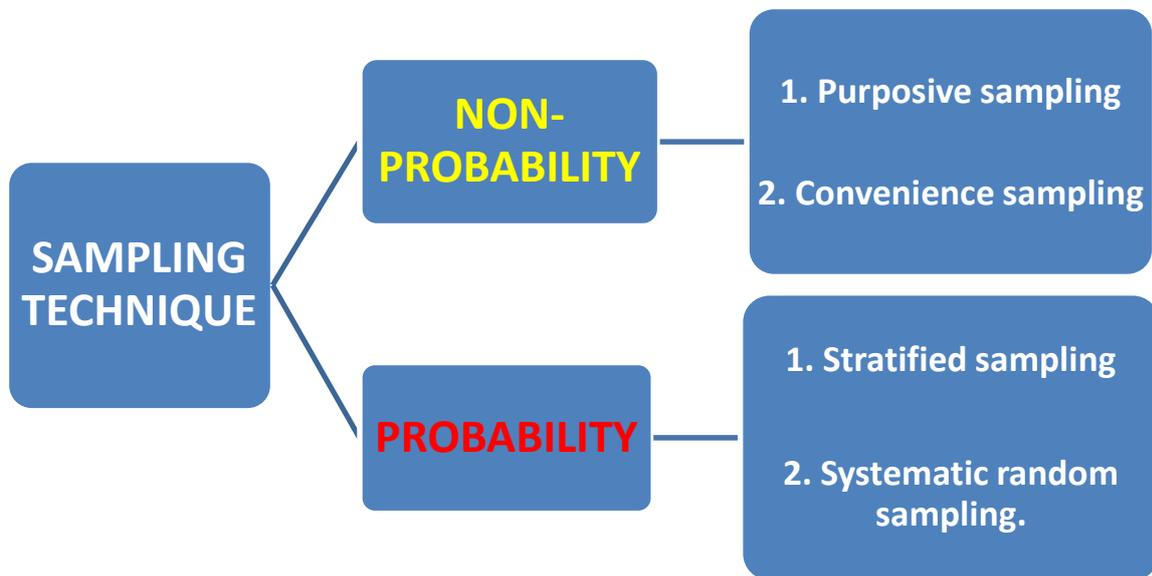 SAMPLING
TECHNIQUE
NON-
PROBABILITY
1. Purposive sampling
2. Convenience sampling
PROBABILITY
1. Stratified sampling
2. Systematic random
sampling.